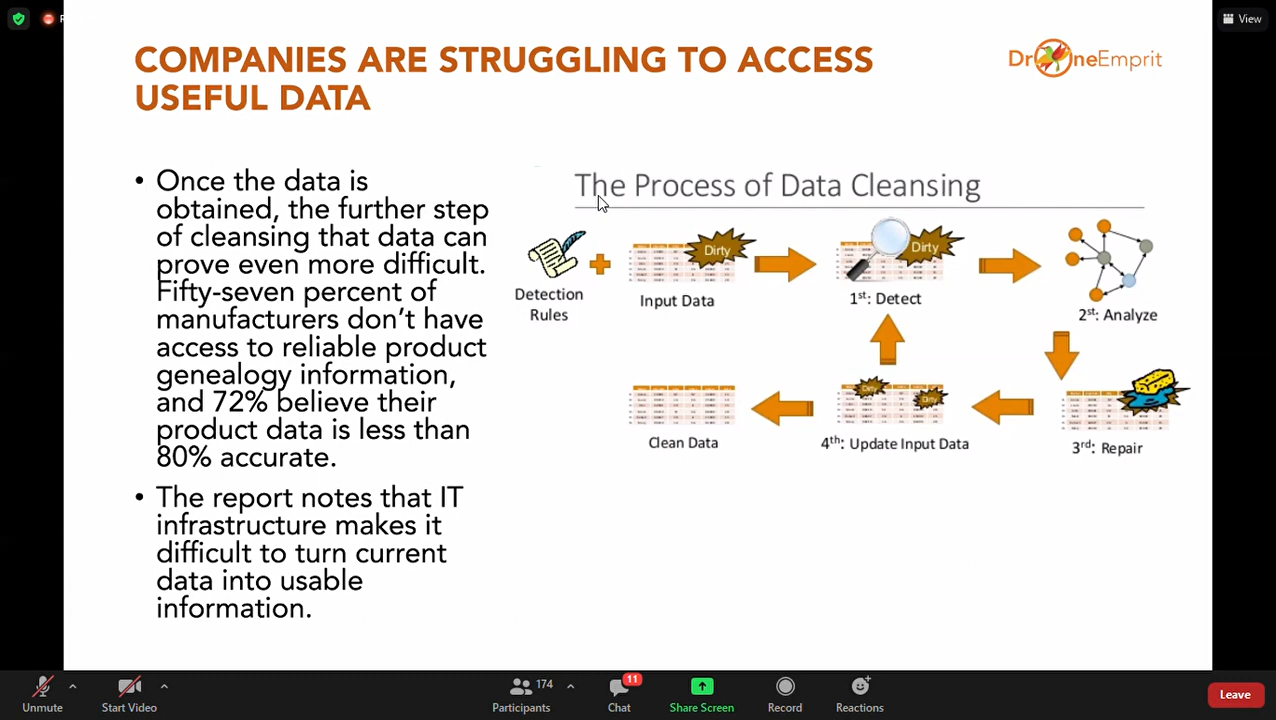 View
COMPANIES ARE STRUGGLING TO ACCESS
USEFUL DATA
DrOneEmprit
• Once the data is
obtained, the further step
of cleansing that data can
prove even more difficult.
Fifty-seven percent of
manufacturers don’t have
access to reliable product
genealogy information,
and 72% believe their
product data is less than
80% accurate.
• The report notes that IT
infrastructure makes it
difficult to turn current
data into usable
information.
The Process of Data Cleansing
Detection
Rules
Dirty
Input Data
Dirty
1st: Detect
2st: Analyze
3rd: Repair
Dirty
Dirty
4th: Update Input Data
Clean Data
Unmute
Start Video
174
Participants
11
Chat
Share Screen
Record
Reactions
Leave